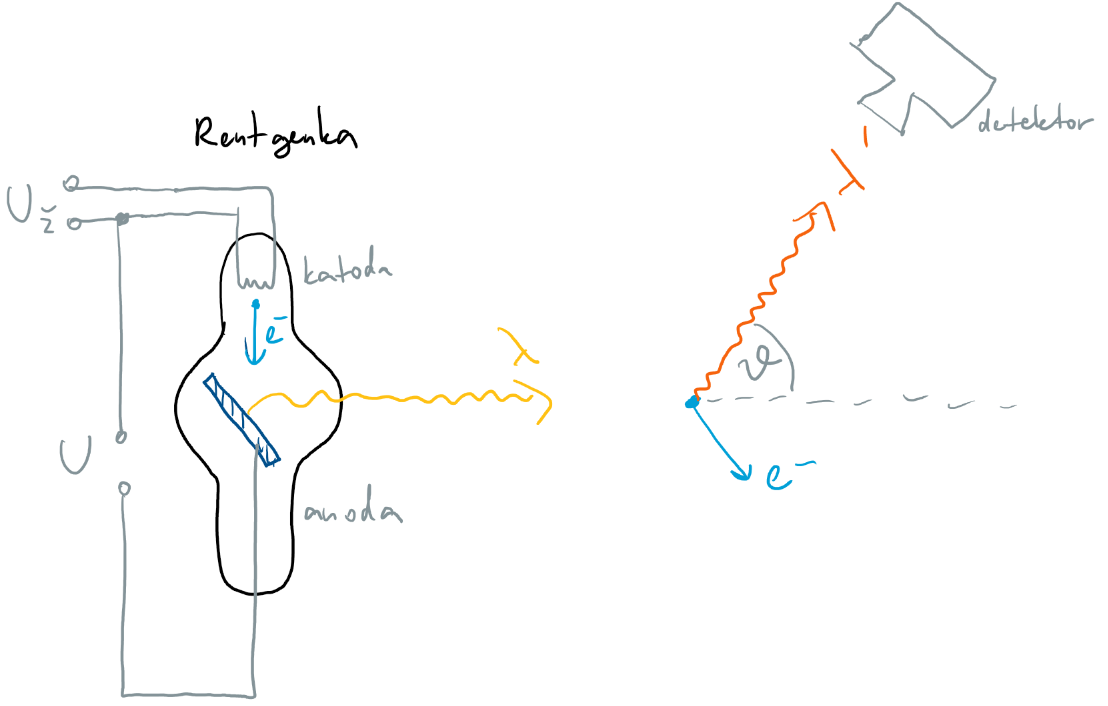 Rentgenka
detektor
λ'
Už
katoda
e⁻
λ
ϑ
U
e⁻
anoda